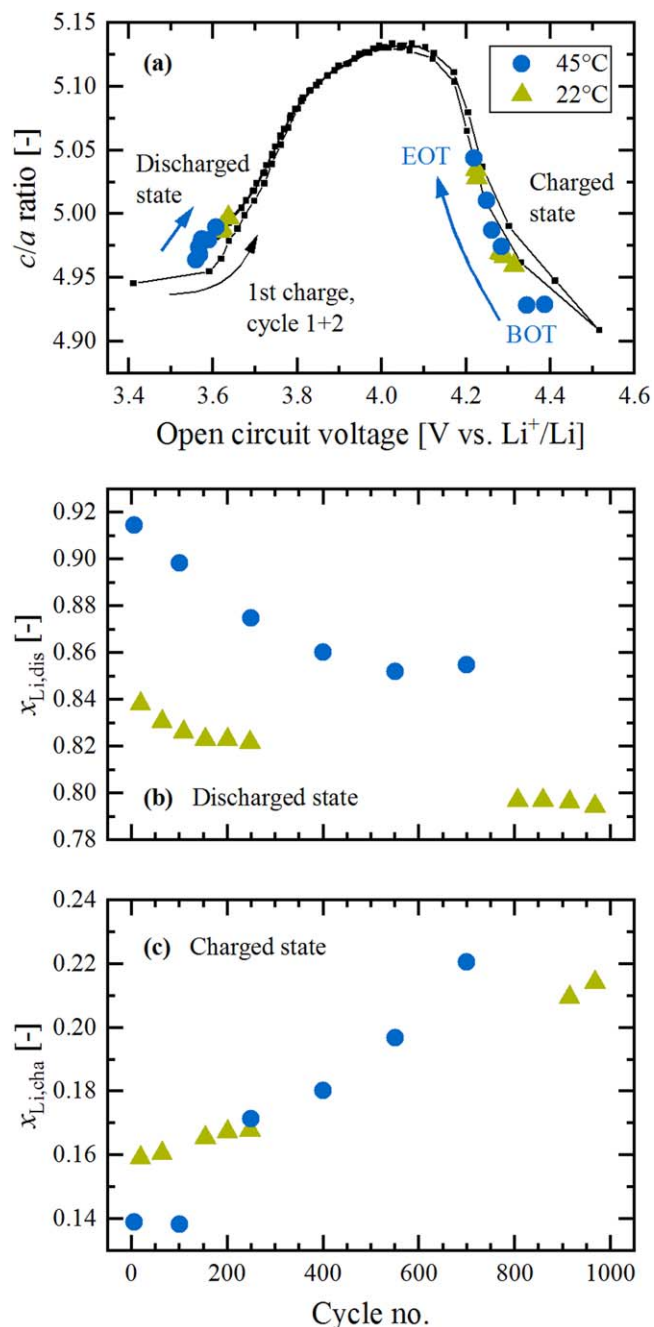 5.15
5.10
5.05
5.00
4.95
4.90
c/a ratio [-]
(a)
45°C
22°C
Discharged
state
EOT
Charged
state
1st charge,
cycle 1+2
BOT
3.4 3.6 3.8 4.0 4.2 4.4 4.6
Open circuit voltage [V vs. Li⁺/Li]
0.92
0.90
0.88
0.86
0.84
0.82
0.80
0.78
x_{Li,dis} [-]
(b) Discharged state
0.24
0.22
0.20
0.18
0.16
0.14
x_{Li,cha} [-]
(c) Charged state
0 200 400 600 800 1000
Cycle no.